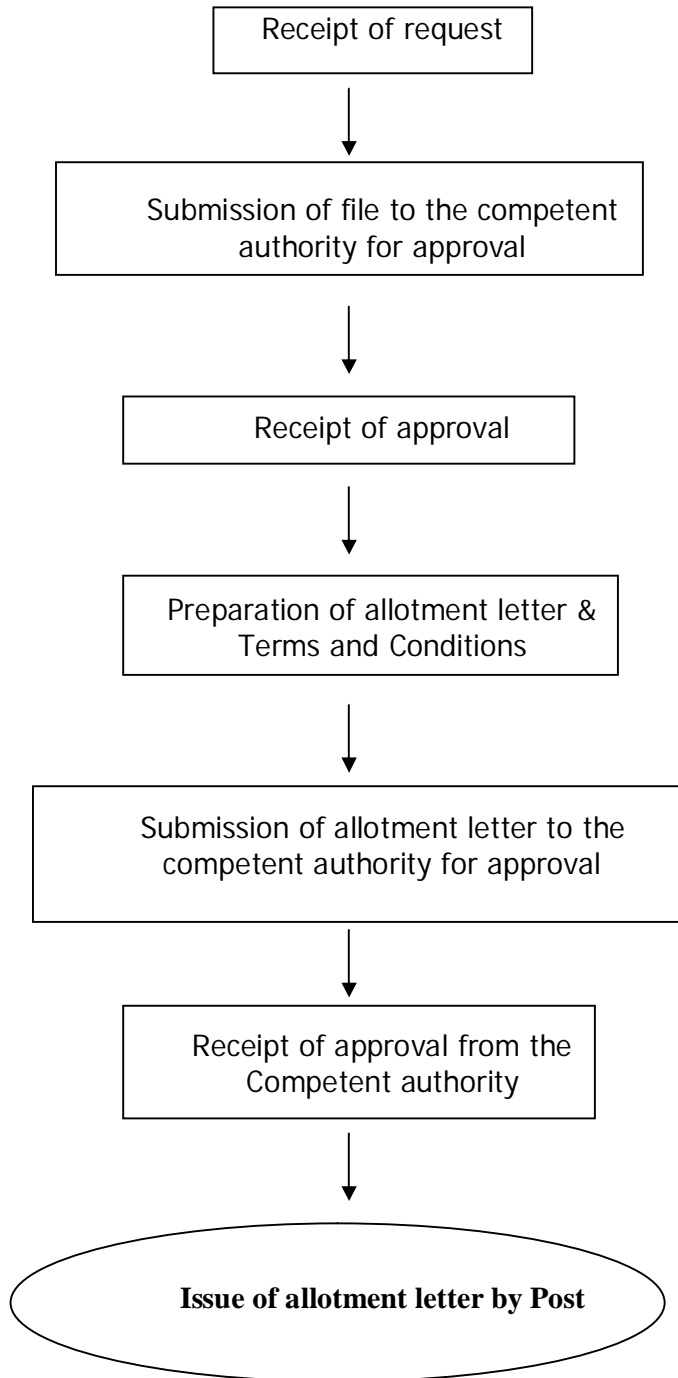 Receipt of request
Submission of file to the competent
authority for approval
Receipt of approval
Preparation of allotment letter &
Terms and Conditions
Submission of allotment letter to the
competent authority for approval
Receipt of approval from the
Competent authority
Issue of allotment letter by Post